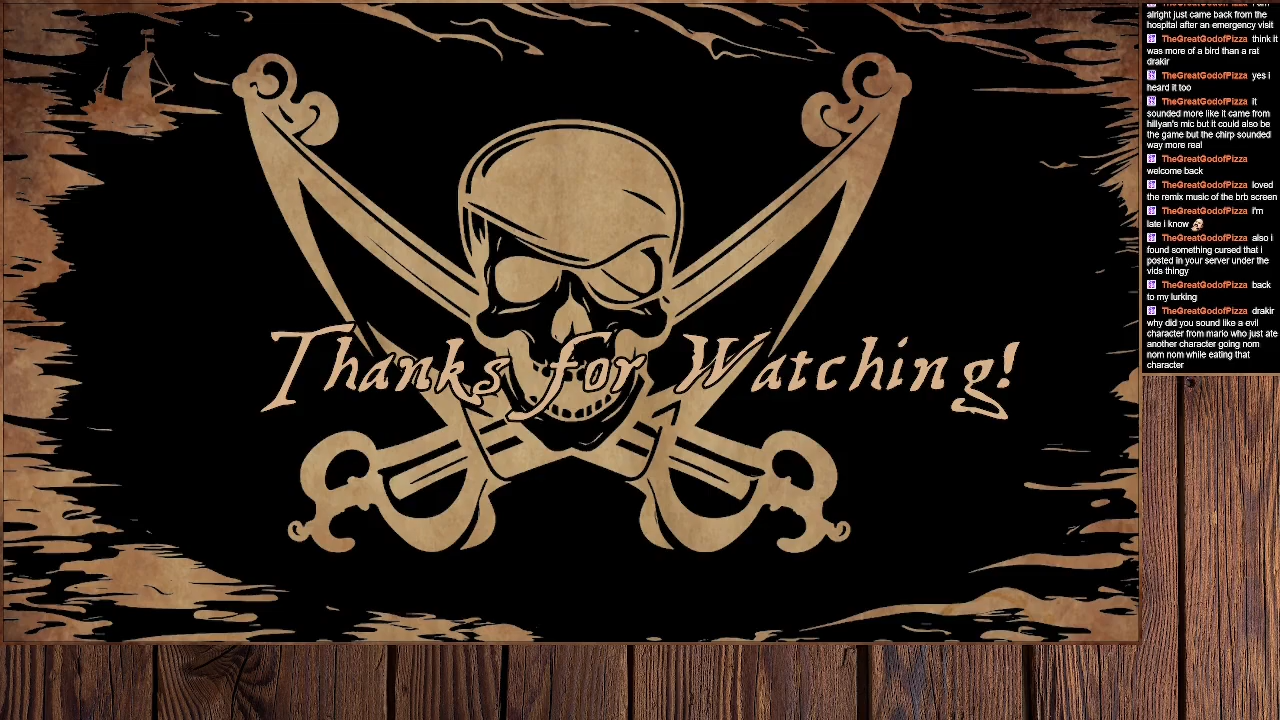 Thanks for Watching!
alright just came back from the
hospital after an emergency visit
TheGreatGodofPizza think it
was more of a bird than a rat
drakir
TheGreatGodofPizza yes i
heard it too
TheGreatGodofPizza it
sounded more like it came from
hillyan's mic but it could also be
the game but the chirp sounded
way more real
TheGreatGodofPizza
welcome back
TheGreatGodofPizza loved
the remix music of the brb screen
TheGreatGodofPizza i'm
late i know
TheGreatGodofPizza also i
found something cursed that i
posted in your server under the
vids thingy
TheGreatGodofPizza back
to my lurking
TheGreatGodofPizza drakir
why did you sound like a evil
character from mario who just ate
another character going nom
nom nom while eating that
character